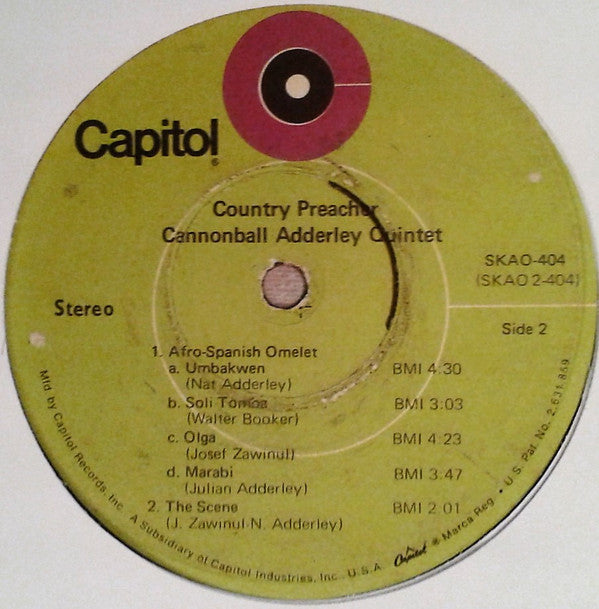 Capitol®
Country Preacher
Cannonball Adderley Quintet
SKAO-404
(SKAO 2-404)
Stereo
Side 2
1. Afro-Spanish Omelet
a. Umbakwen BMI 4:30
(Nat Adderley)
b. Soli Tomba BMI 3:03
(Walter Booker)
c. Olga BMI 4:23
(Josef Zawinul)
d. Marabi BMI 3:47
(Julian Adderley)
2. The Scene BMI 2:01
(J. Zawinul-N. Adderley)
Mfd. by Capitol Records, Inc. A Subsidiary of Capitol Industries, Inc., U.S.A. Capitol ® Marca Reg. • U.S. Pat. No. 2,631,859